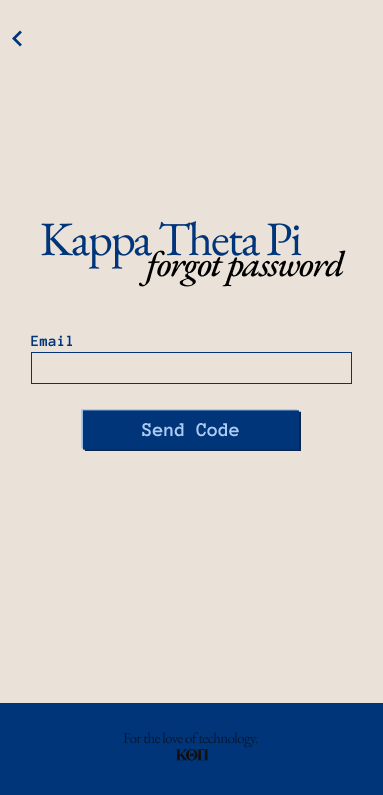 Kappa Theta Pi
forgot password
Email
Send Code
For the love of technology.
ΚΘΠ